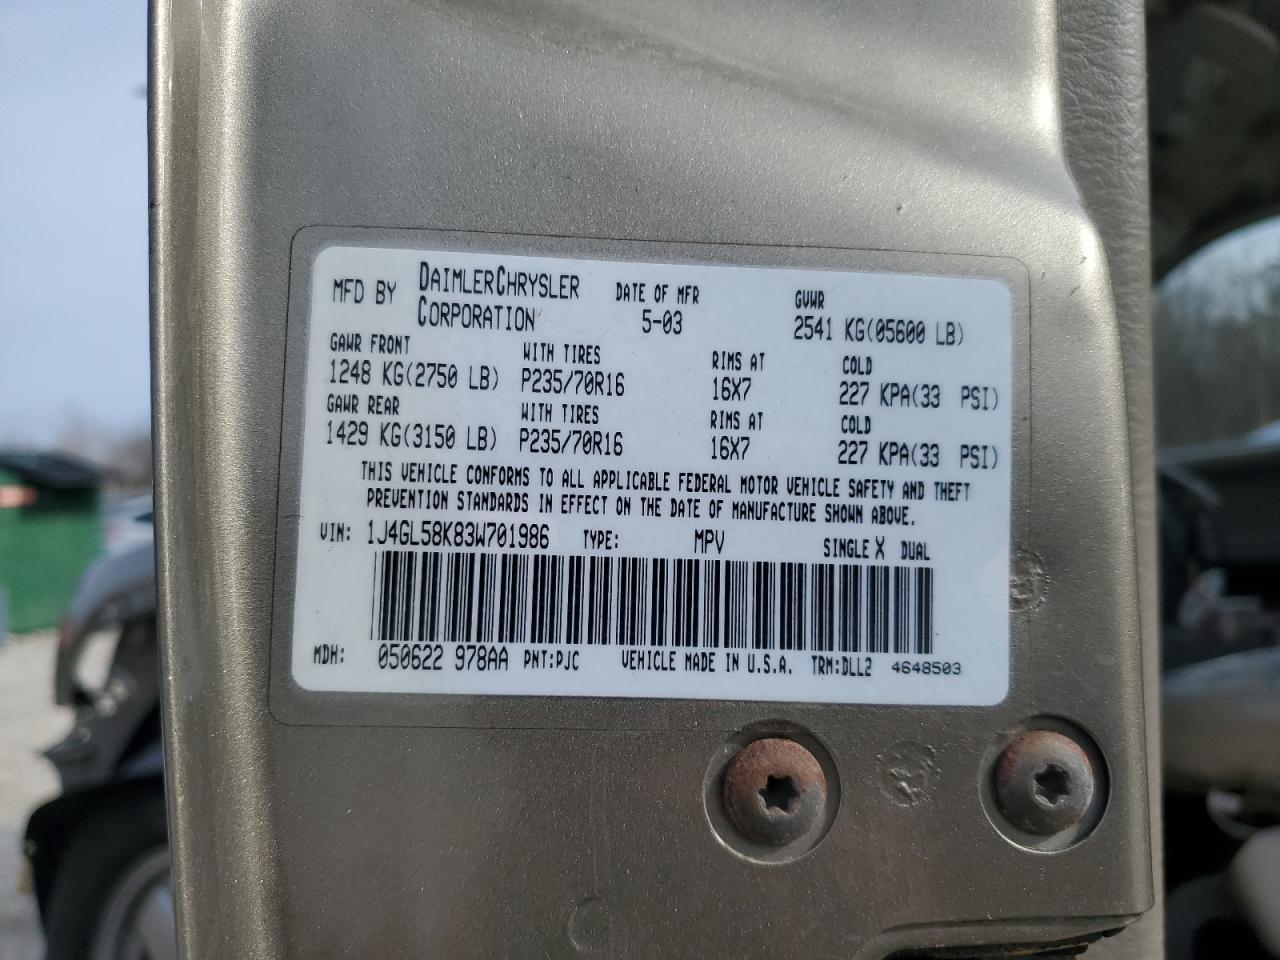 MFD BY DAIMLERCHRYSLER CORPORATION DATE OF MFR 5-03 GVWR 2541 KG(05600 LB)
GAWR FRONT WITH TIRES RIMS AT COLD
1248 KG(2750 LB) P235/70R16 16X7 227 KPA(33 PSI)
GAWR REAR WITH TIRES RIMS AT COLD
1429 KG(3150 LB) P235/70R16 16X7 227 KPA(33 PSI)
THIS VEHICLE CONFORMS TO ALL APPLICABLE FEDERAL MOTOR VEHICLE SAFETY AND THEFT
PREVENTION STANDARDS IN EFFECT ON THE DATE OF MANUFACTURE SHOWN ABOVE.
VIN: 1J4GL58K83W701986 TYPE: MPV SINGLE X DUAL
MDH: 050622 978AA PNT:PJC VEHICLE MADE IN U.S.A. TRM:DLL2 4648503